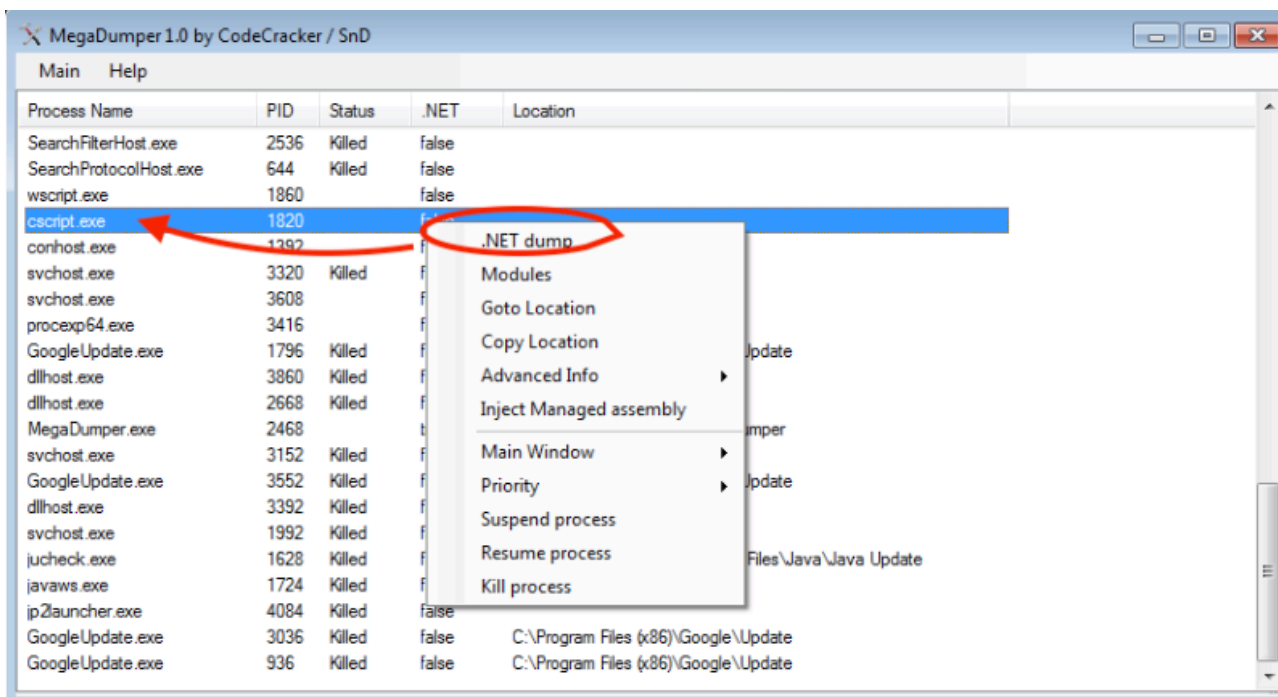 MegaDumper 1.0 by CodeCracker / SnD
Main Help
Process Name PID Status .NET Location
SearchFilterHost.exe 2536 Killed false
SearchProtocolHost.exe 644 Killed false
wscript.exe 1860 false
cscript.exe 1820
conhost.exe 1392
svchost.exe 3320 Killed
svchost.exe 3608
procexp64.exe 3416
GoogleUpdate.exe 1796 Killed
dllhost.exe 3860 Killed
dllhost.exe 2668 Killed
MegaDumper.exe 2468
svchost.exe 3152 Killed
GoogleUpdate.exe 3552 Killed
dllhost.exe 3392 Killed
svchost.exe 1992 Killed
jucheck.exe 1628 Killed Files\Java\Java Update
javaws.exe 1724 Killed
jp2launcher.exe 4084 Killed false
GoogleUpdate.exe 3036 Killed false C:\Program Files (x86)\Google\Update
GoogleUpdate.exe 936 Killed false C:\Program Files (x86)\Google\Update
.NET dump
Modules
Goto Location
Copy Location
Advanced Info
Inject Managed assembly
Main Window
Priority
Suspend process
Resume process
Kill process